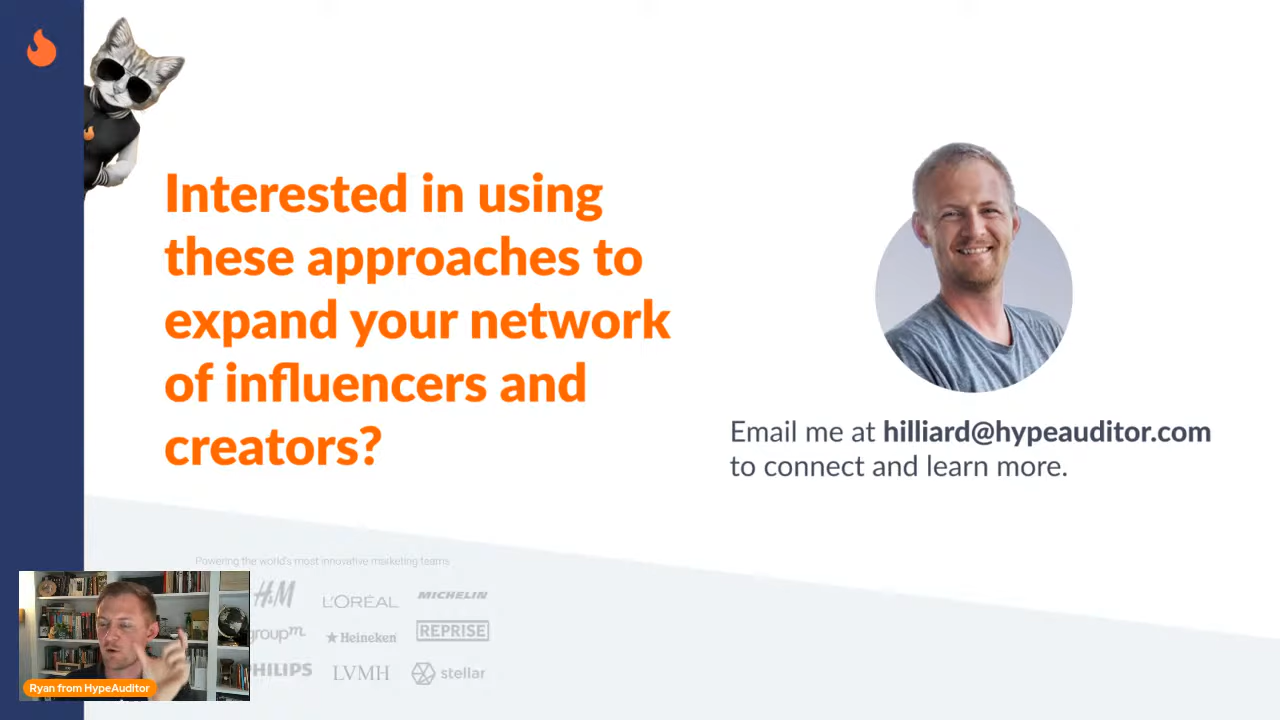 Interested in using
these approaches to
expand your network
of influencers and
creators?
Email me at hilliard@hypeauditor.com
to connect and learn more.
Powering the world's most innovative marketing teams
H&M
L'ORÉAL
MICHELIN
groupm
Heineken
REPRISE
PHILIPS
LVMH
stellar
Ryan from HypeAuditor